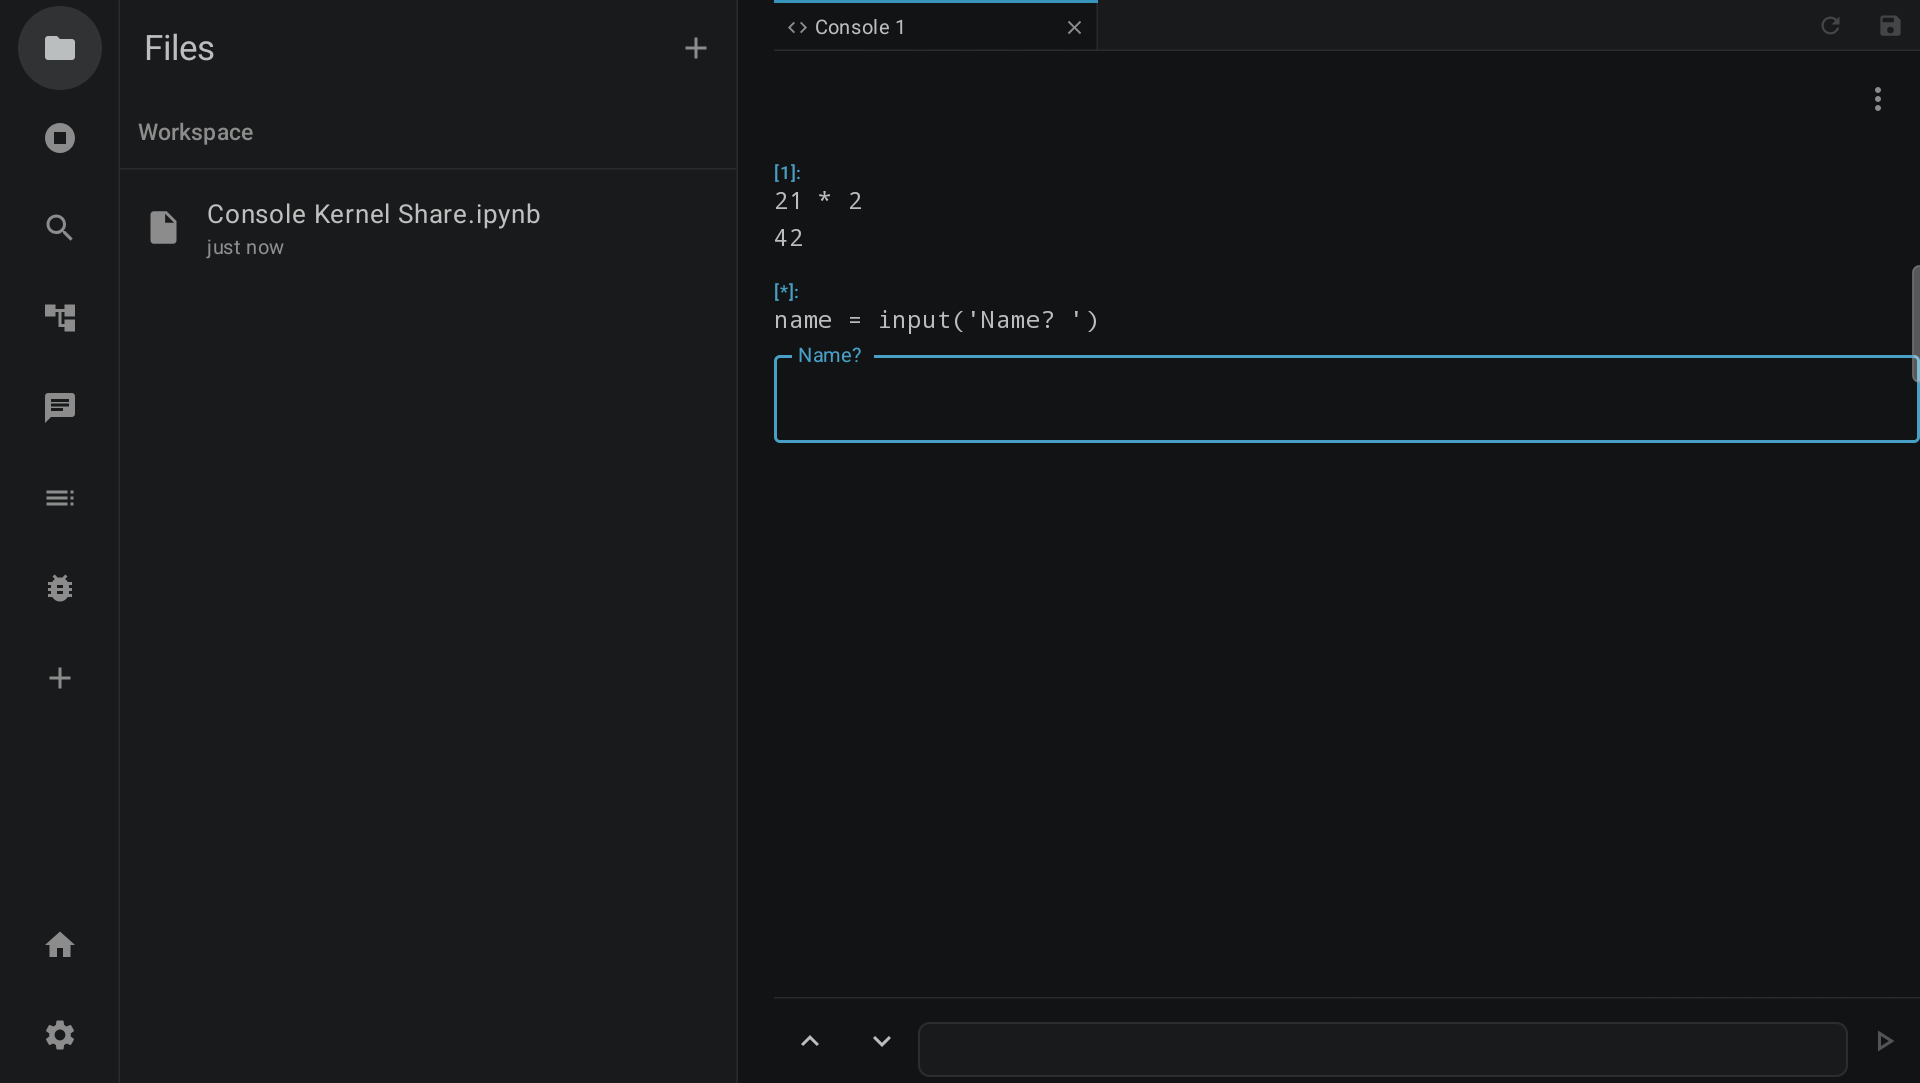 Files
Workspace
Console Kernel Share.ipynb
just now
Console 1
[1]:
21 * 2
42
[*]:
name = input('Name? ')
Name?